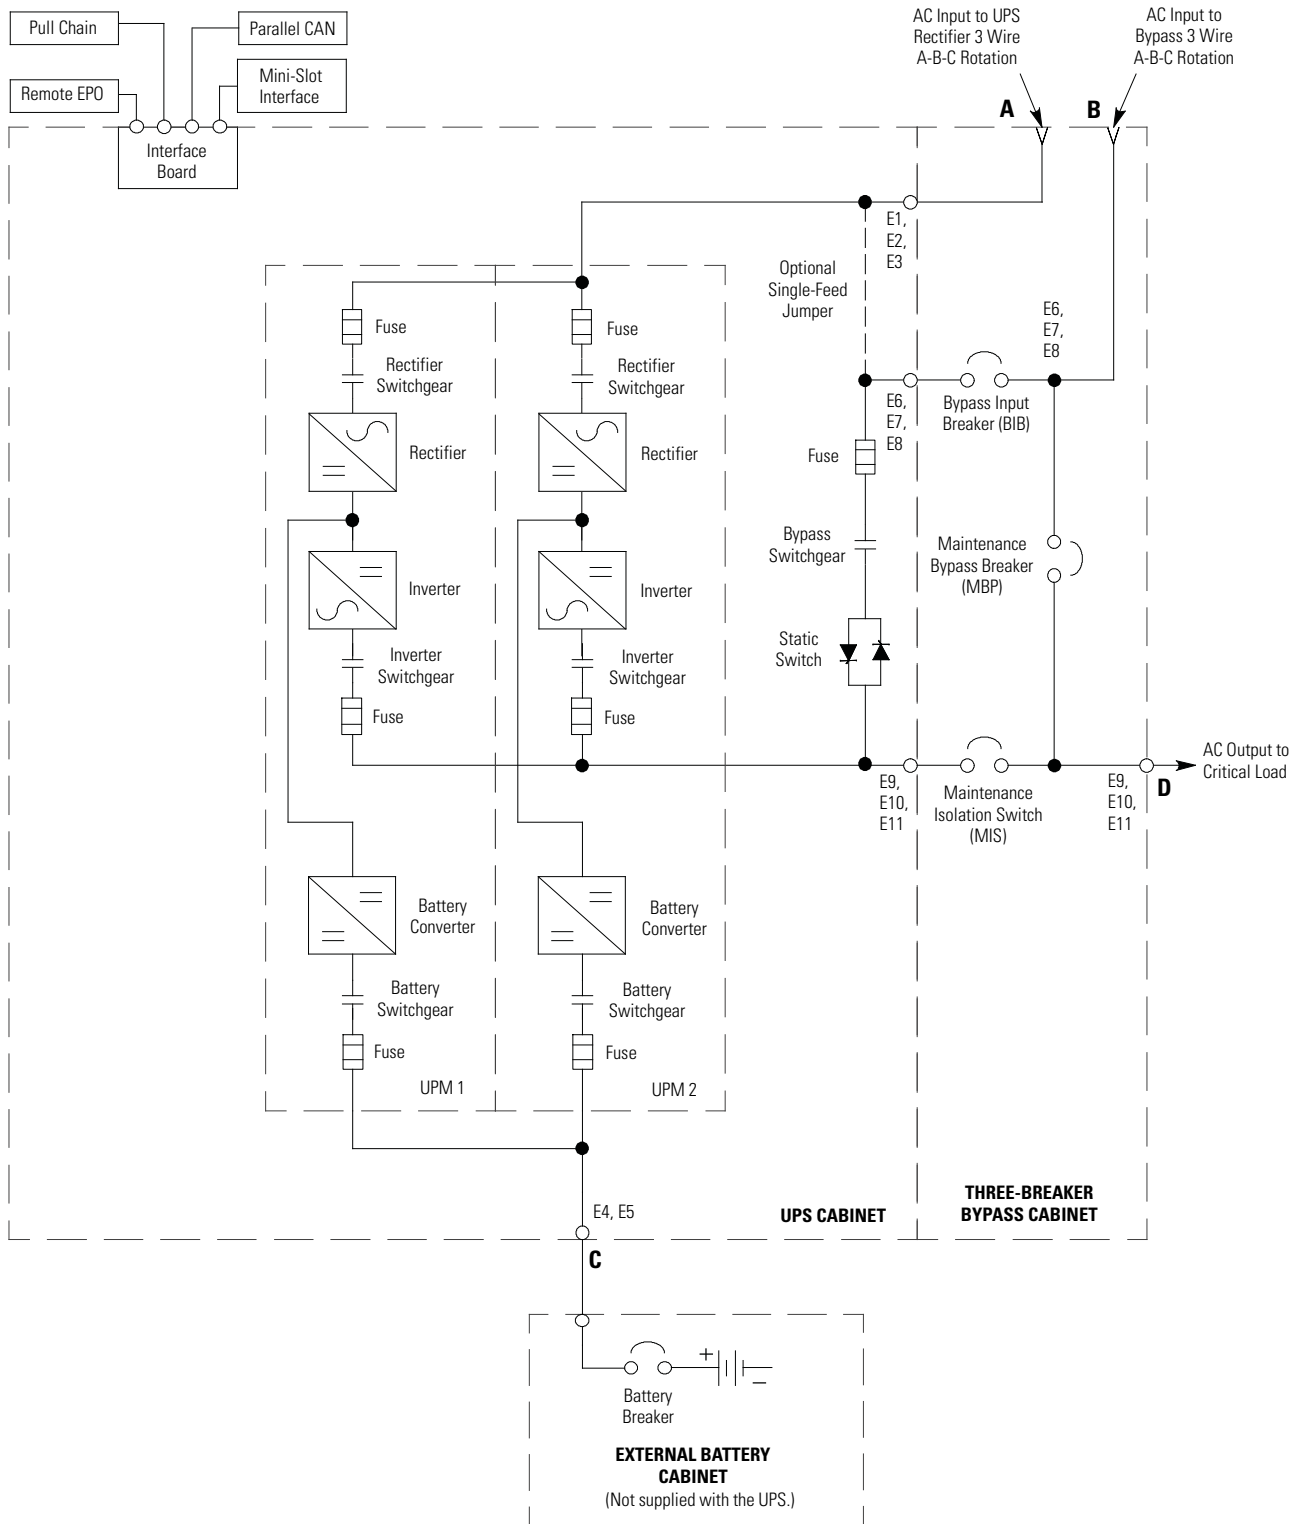 Pull Chain
Parallel CAN
Remote EPO
Mini-Slot
Interface
Interface
Board
AC Input to UPS
Rectifier 3 Wire
A-B-C Rotation
AC Input to
Bypass 3 Wire
A-B-C Rotation
A
B
E1,
E2,
E3
Optional
Single-Feed
Jumper
E6,
E7,
E8
Fuse
Fuse
Rectifier
Switchgear
Rectifier
Switchgear
E6,
E7,
E8
Bypass Input
Breaker (BIB)
Rectifier
Rectifier
Fuse
Bypass
Switchgear
Maintenance
Bypass Breaker
(MBP)
Inverter
Inverter
Static
Switch
Inverter
Switchgear
Inverter
Switchgear
Fuse
Fuse
E9,
E10,
E11
Maintenance
Isolation Switch
(MIS)
E9,
E10,
E11
D
AC Output to
Critical Load
Battery
Converter
Battery
Converter
Battery
Switchgear
Battery
Switchgear
Fuse
Fuse
UPM 1
UPM 2
E4, E5
UPS CABINET
THREE-BREAKER
BYPASS CABINET
C
+
–
Battery
Breaker
EXTERNAL BATTERY
CABINET
(Not supplied with the UPS.)